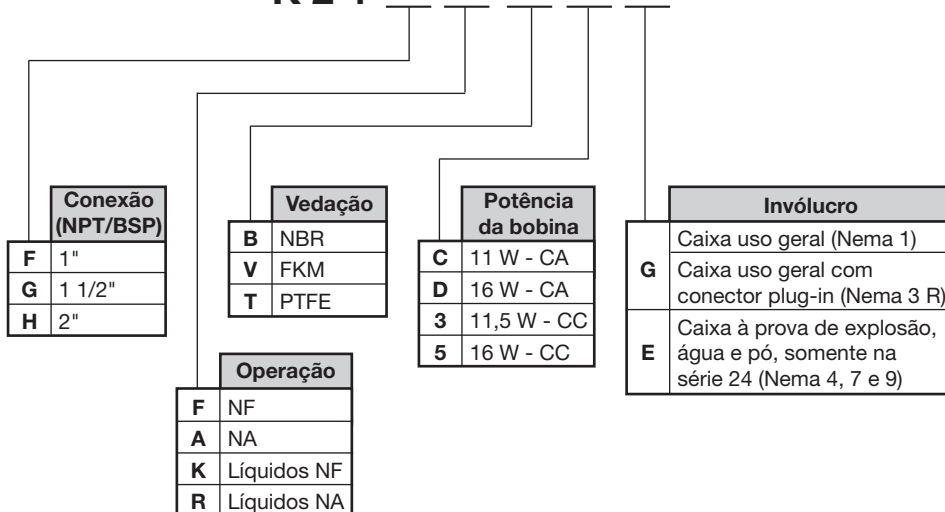 Conexão
(NPT/BSP)
F 1"
G 1 1/2"
H 2"
Operação
F NF
A NA
K Líquidos NF
R Líquidos NA
Vedação
B NBR
V FKM
T PTFE
Potência
da bobina
C 11 W - CA
D 16 W - CA
3 11,5 W - CC
5 16 W - CC
Invólucro
G Caixa uso geral (Nema 1)
Caixa uso geral com
conector plug-in (Nema 3 R)
E Caixa à prova de explosão,
água e pó, somente na
série 24 (Nema 4, 7 e 9)